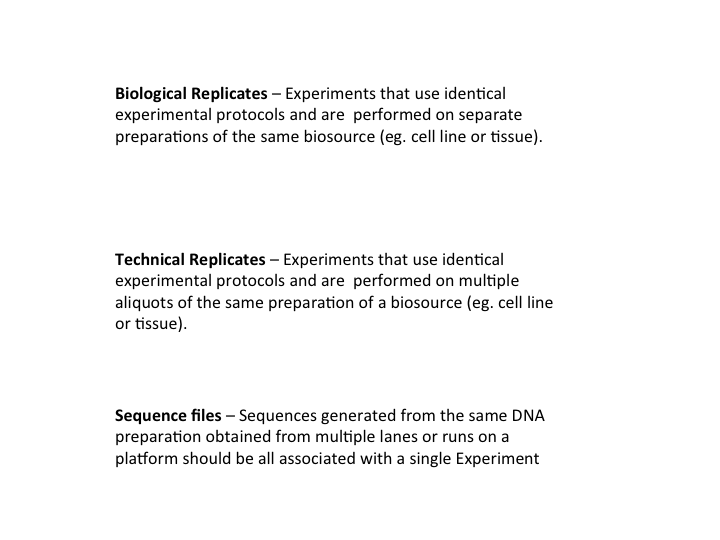 Biological Replicates – Experiments that use identical
experimental protocols and are  performed on separate
preparations of the same biosource (eg. cell line or tissue).
Technical Replicates – Experiments that use identical
experimental protocols and are  performed on multiple
aliquots of the same preparation of a biosource (eg. cell line
or tissue).
Sequence files – Sequences generated from the same DNA
preparation obtained from multiple lanes or runs on a
platform should be all associated with a single Experiment